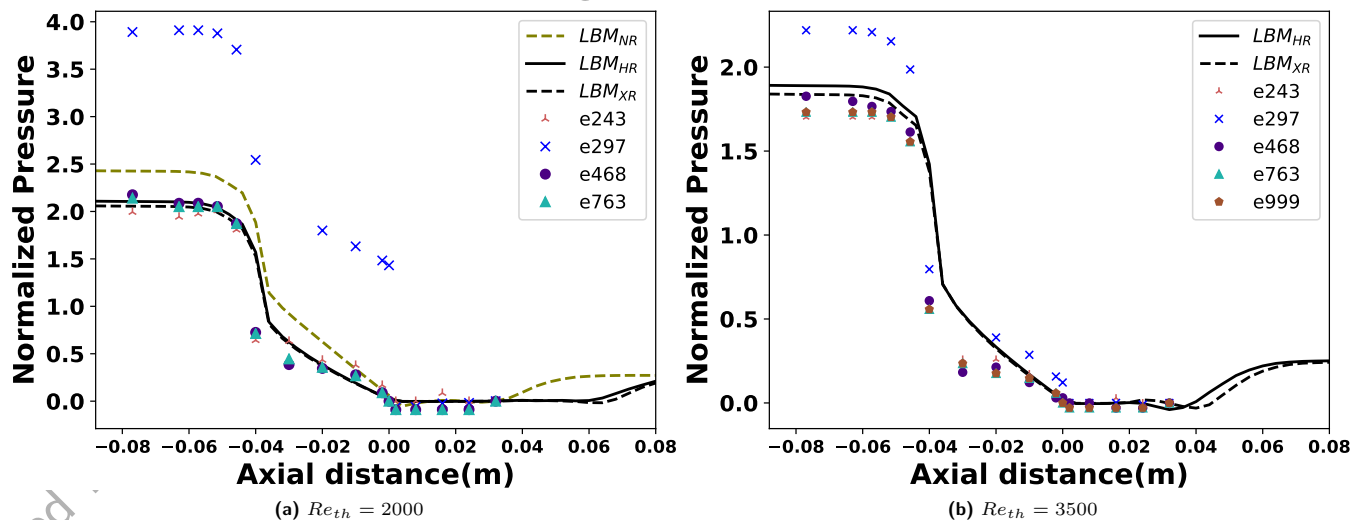 4.0
3.5
3.0
2.5
2.0
1.5
1.0
0.5
0.0
Normalized Pressure
−0.08 −0.06 −0.04 −0.02 0.00 0.02 0.04 0.06 0.08
Axial distance(m)
LBM_NR
LBM_HR
LBM_XR
e243
e297
e468
e763
(a) Re_th = 2000
2.0
1.5
1.0
0.5
0.0
Normalized Pressure
−0.08 −0.06 −0.04 −0.02 0.00 0.02 0.04 0.06 0.08
Axial distance(m)
LBM_HR
LBM_XR
e243
e297
e468
e763
e999
(b) Re_th = 3500